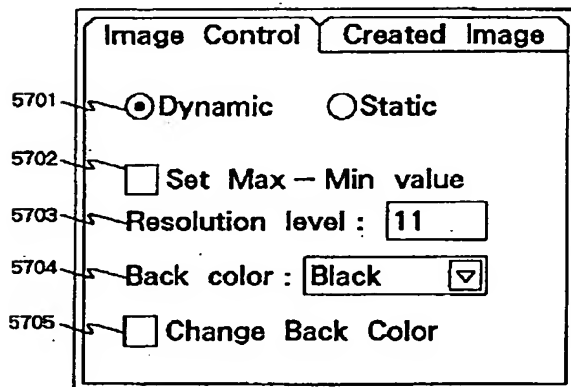 Image Control Created Image
5701 Dynamic Static
5702 Set Max - Min value
5703 Resolution level : 11
5704 Back color : Black
5705 Change Back Color